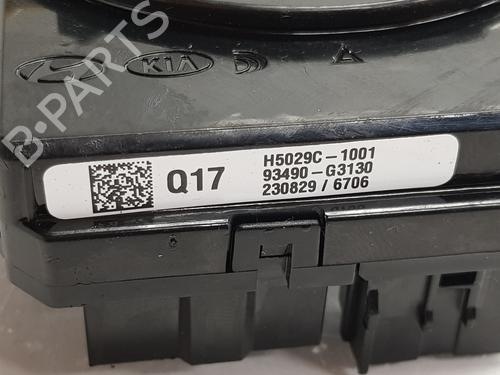 B-PARTS
KIA
Q17
H5029C-1001
93490-G3130
230829 / 6706